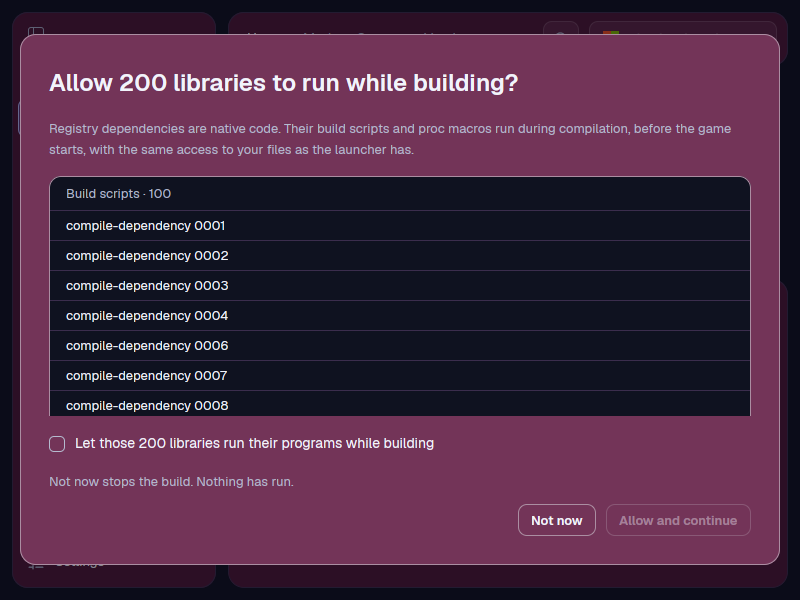 Allow 200 libraries to run while building?
Registry dependencies are native code. Their build scripts and proc macros run during compilation, before the game
starts, with the same access to your files as the launcher has.
Build scripts · 100
compile-dependency 0001
compile-dependency 0002
compile-dependency 0003
compile-dependency 0004
compile-dependency 0006
compile-dependency 0007
compile-dependency 0008
Let those 200 libraries run their programs while building
Not now stops the build. Nothing has run.
Not now
Allow and continue